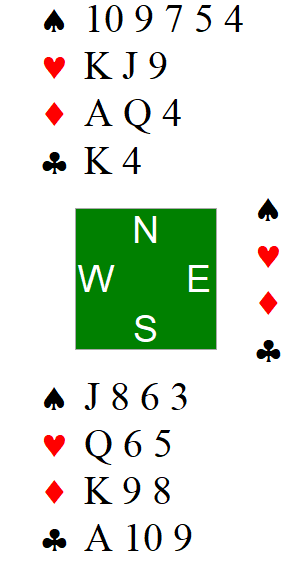 ♠ 10 9 7 5 4
♥ K J 9
♦ A Q 4
♣ K 4
N
W E
S
♠
♥
♦
♣
♠ J 8 6 3
♥ Q 6 5
♦ K 9 8
♣ A 10 9